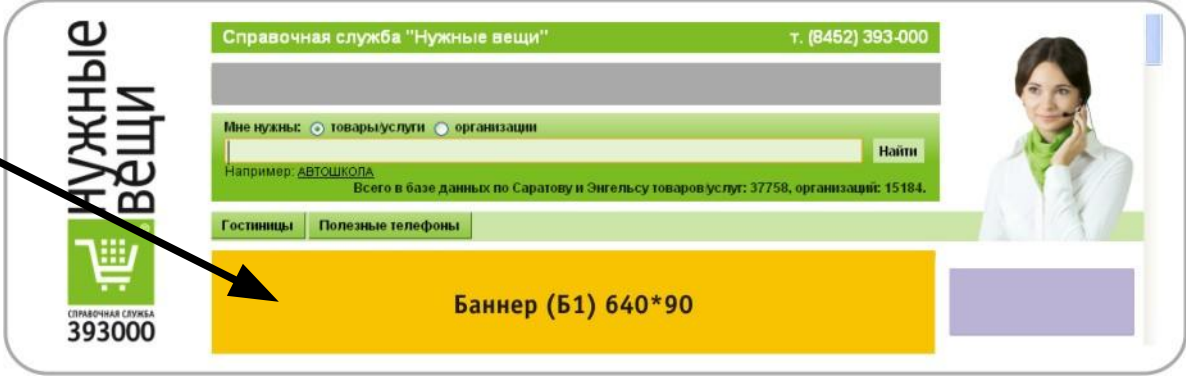 нужные
вещи
СПРАВОЧНАЯ СЛУЖБА
393000
Справочная служба "Нужные вещи" т. (8452) 393-000
Мне нужны: товары/услуги организации
Найти
Например: АВТОШКОЛА
Всего в базе данных по Саратову и Энгельсу товаров/услуг: 37758, организаций: 15184.
Гостиницы Полезные телефоны
Баннер (Б1) 640*90